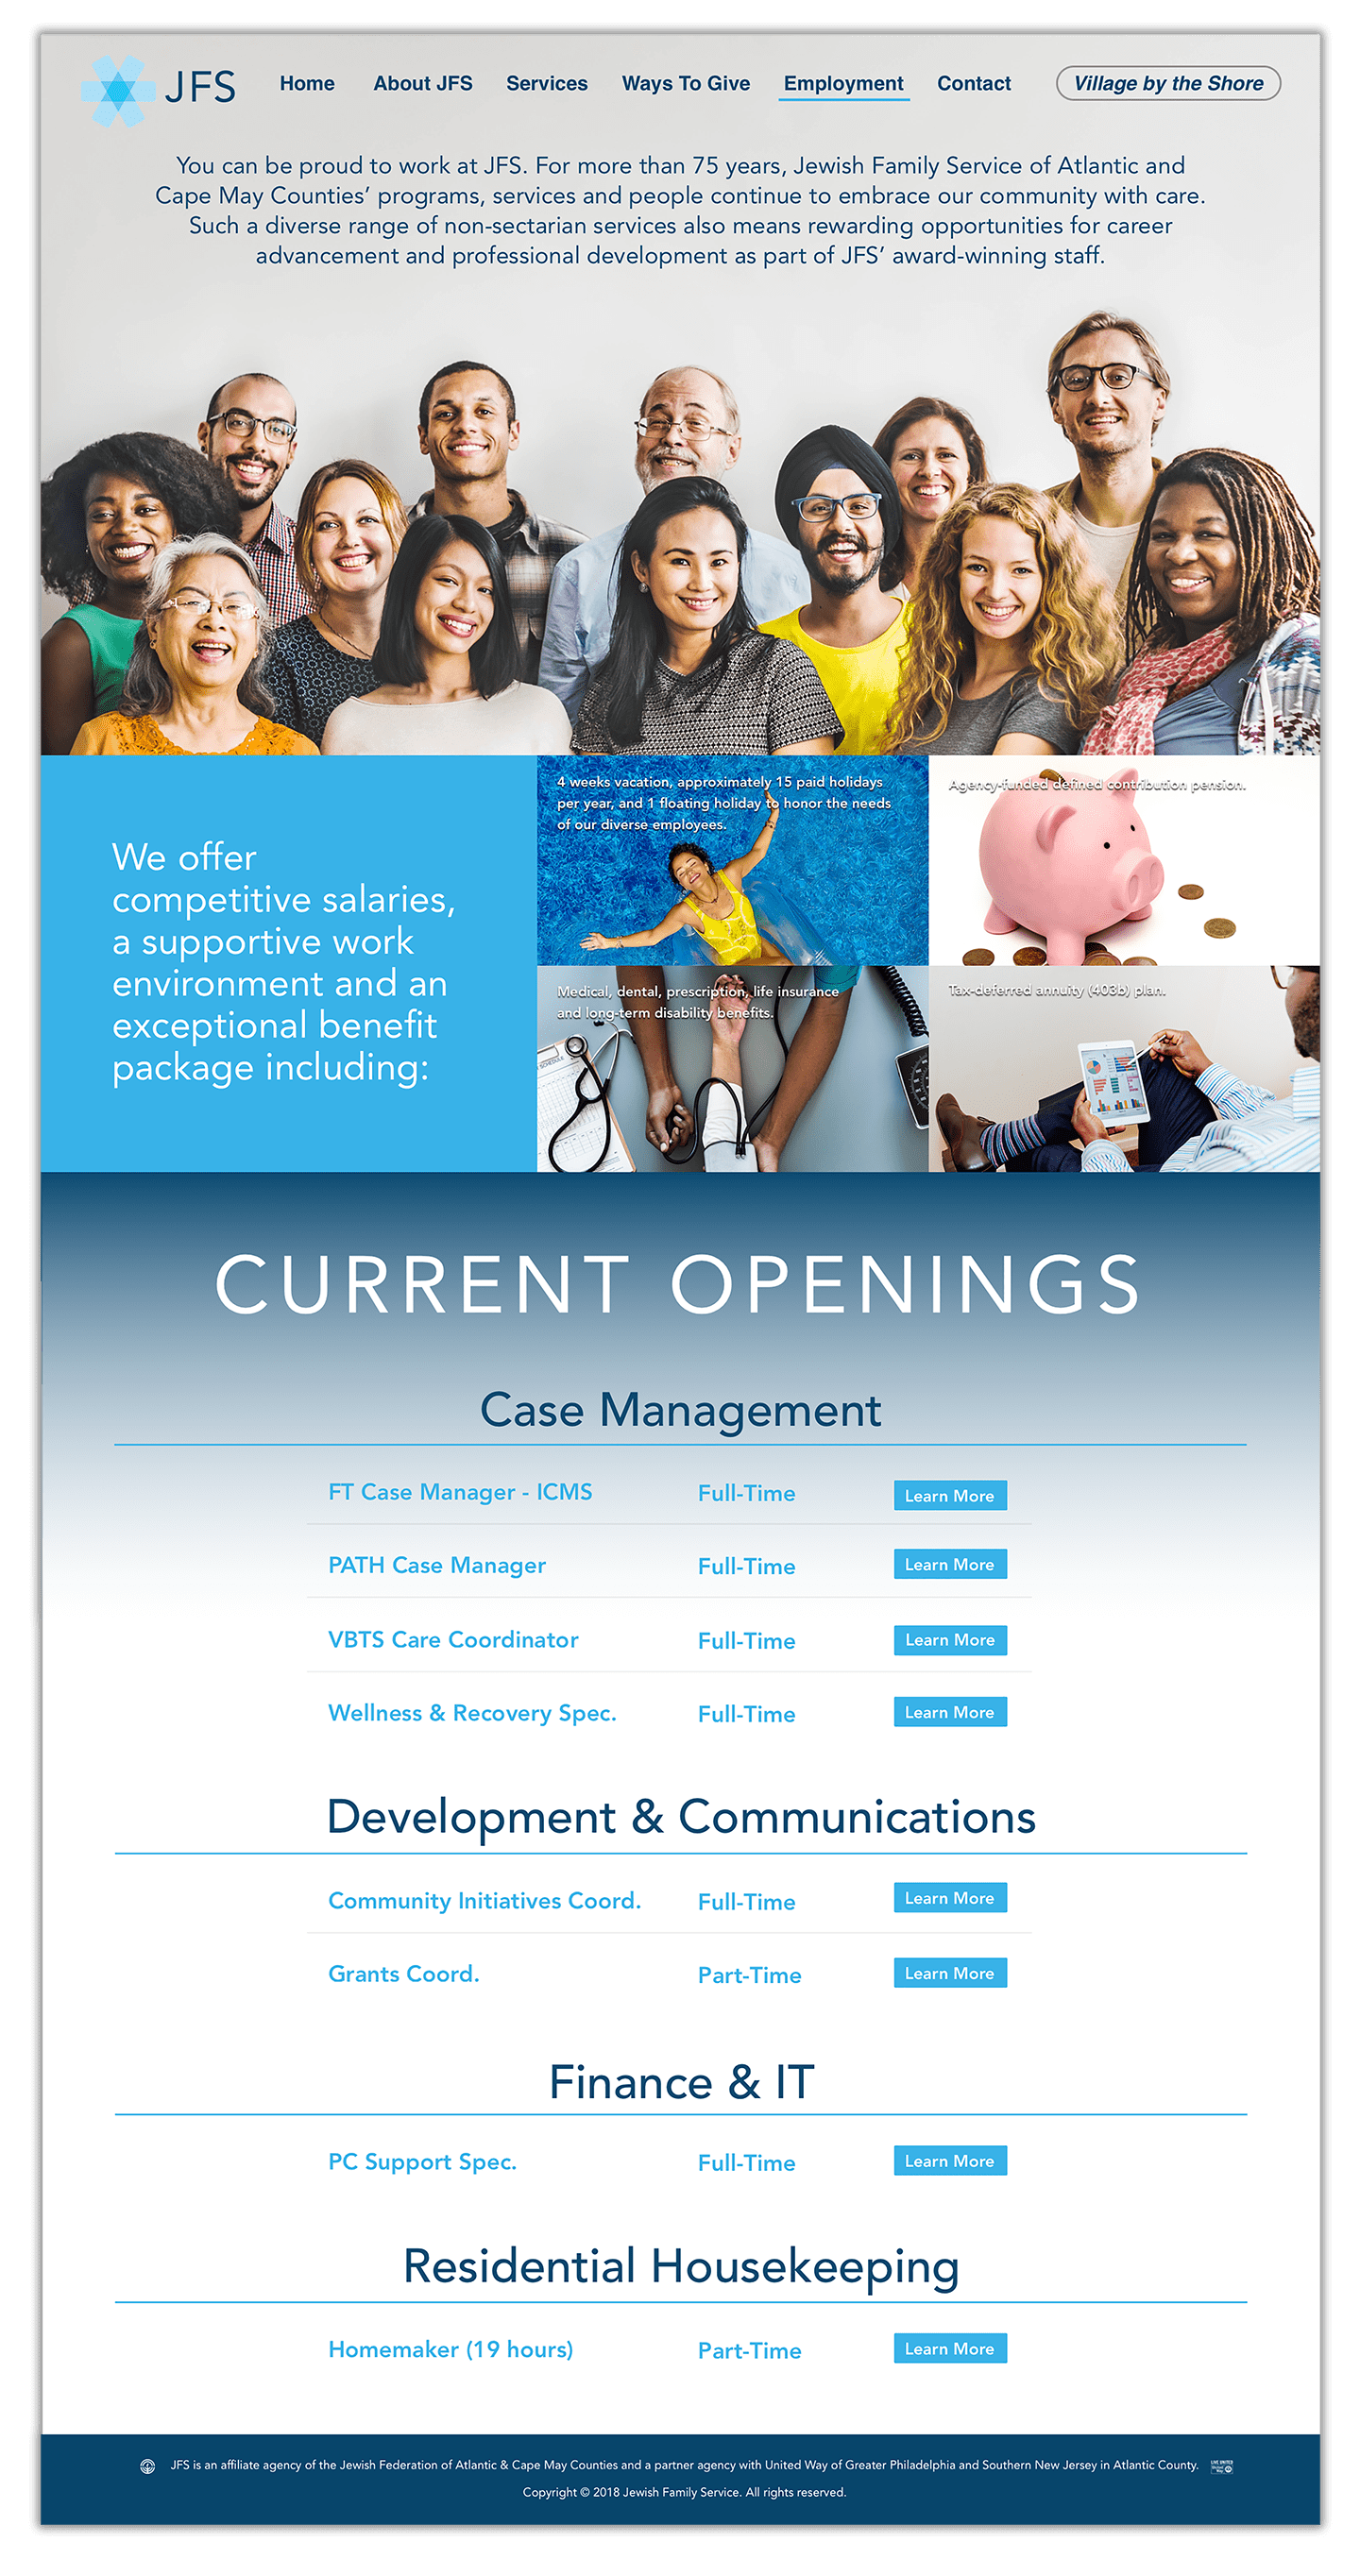 JFS
Home
About JFS
Services
Ways To Give
Employment
Contact
Village by the Shore
You can be proud to work at JFS. For more than 75 years, Jewish Family Service of Atlantic and
Cape May Counties’ programs, services and people continue to embrace our community with care.
Such a diverse range of non-sectarian services also means rewarding opportunities for career
advancement and professional development as part of JFS’ award-winning staff.
We offer
competitive salaries,
a supportive work
environment and an
exceptional benefit
package including:
4 weeks vacation, approximately 15 paid holidays
per year, and 1 floating holiday to honor the needs
of our diverse employees.
Agency-funded defined contribution pension.
Medical, dental, prescription, life insurance
and long-term disability benefits.
Tax-deferred annuity (403b) plan.
CURRENT OPENINGS
Case Management
FT Case Manager - ICMS Full-Time Learn More
PATH Case Manager Full-Time Learn More
VBTS Care Coordinator Full-Time Learn More
Wellness & Recovery Spec. Full-Time Learn More
Development & Communications
Community Initiatives Coord. Full-Time Learn More
Grants Coord. Part-Time Learn More
Finance & IT
PC Support Spec. Full-Time Learn More
Residential Housekeeping
Homemaker (19 hours) Part-Time Learn More
JFS is an affiliate agency of the Jewish Federation of Atlantic & Cape May Counties and a partner agency with United Way of Greater Philadelphia and Southern New Jersey in Atlantic County.
LIVE UNITED
Copyright © 2018 Jewish Family Service. All rights reserved.